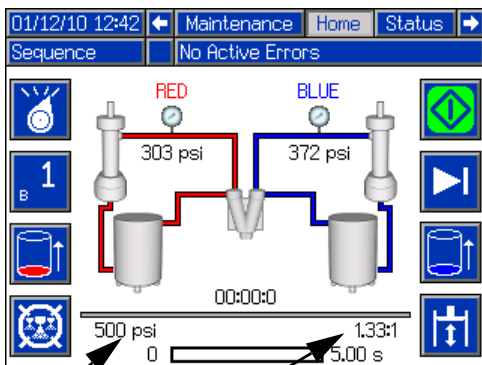 01/12/10 12:42 Maintenance Home Status
Sequence No Active Errors
RED BLUE
303 psi 372 psi
B 1
00:00:0
500 psi 1.33:1
0 5.00 s